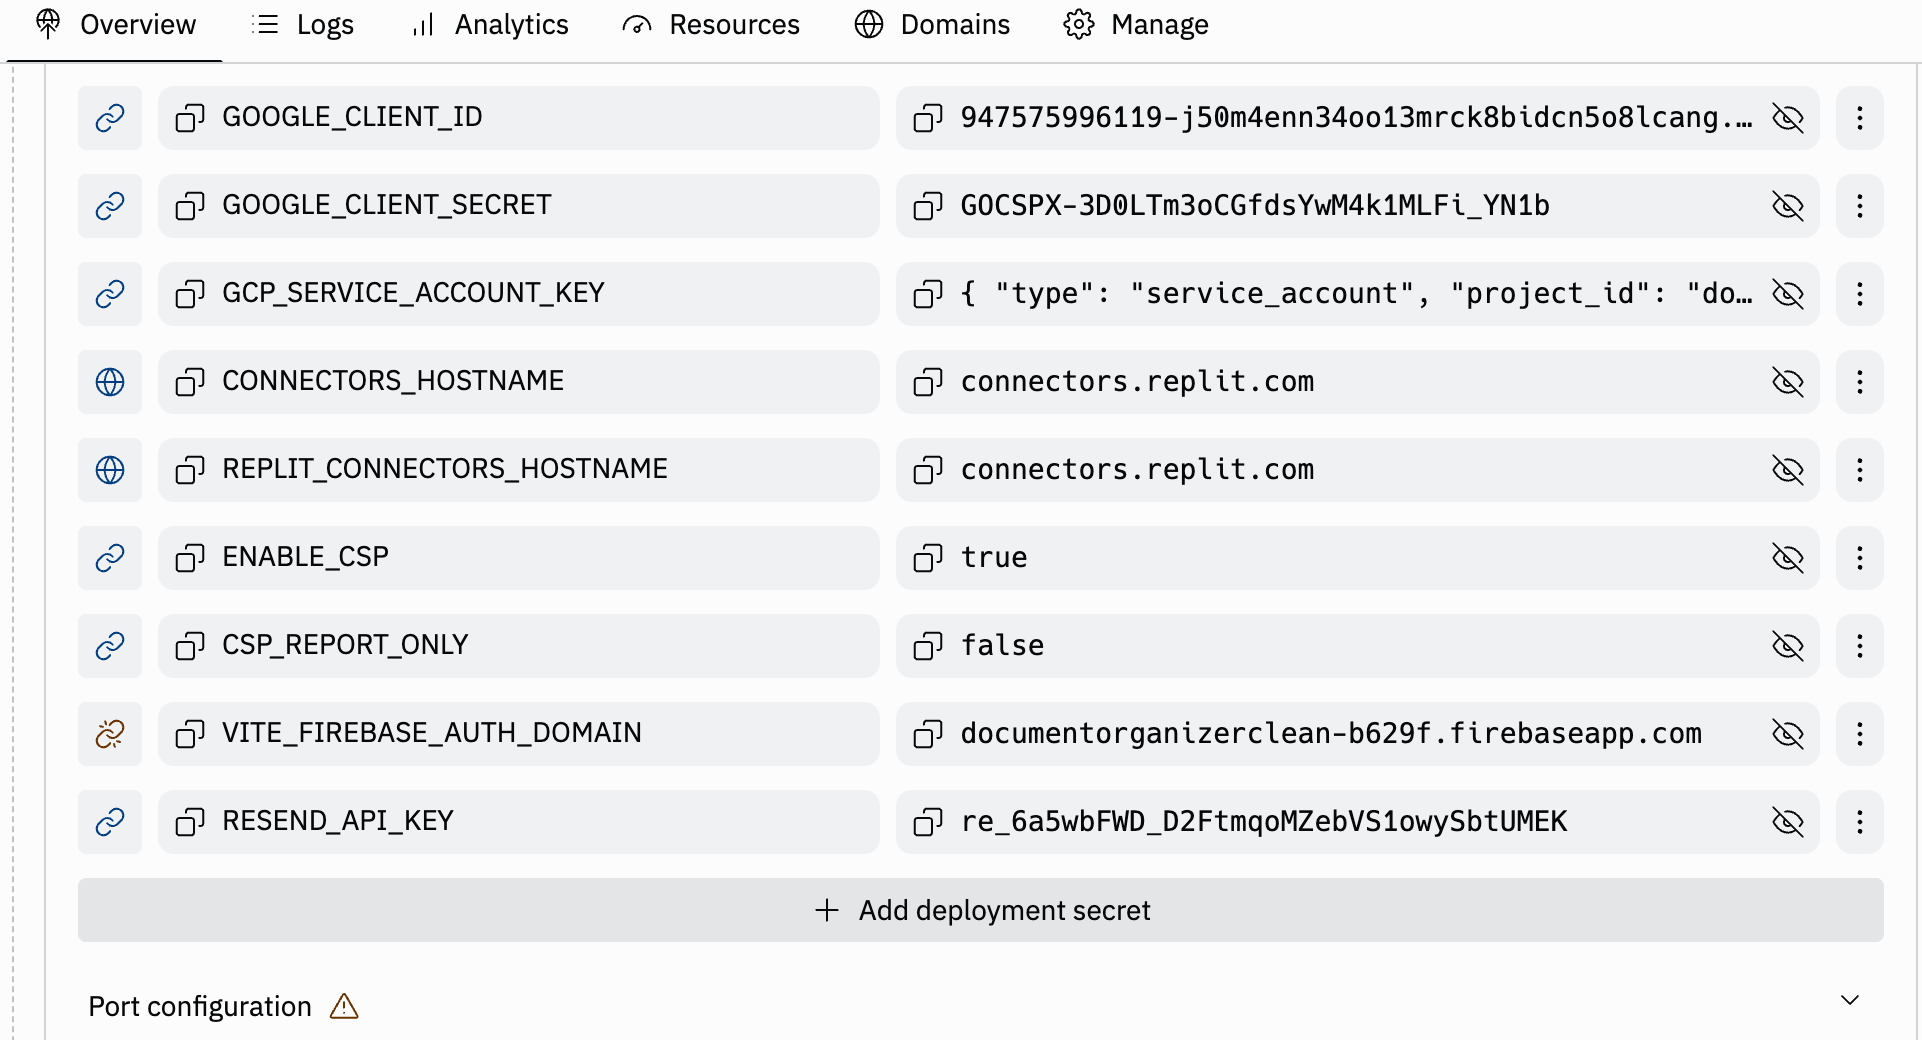 Overview Logs Analytics Resources Domains Manage
GOOGLE_CLIENT_ID 947575996119-j50m4enn34oo13mrck8bidcn5o8lcang.…
GOOGLE_CLIENT_SECRET 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
GCP_SERVICE_ACCOUNT_KEY { "type": "service_account", "project_id": "do…
CONNECTORS_HOSTNAME connectors.replit.com
REPLIT_CONNECTORS_HOSTNAME connectors.replit.com
ENABLE_CSP true
CSP_REPORT_ONLY false
VITE_FIREBASE_AUTH_DOMAIN documentorganizerclean-b629f.firebaseapp.com
RESEND_API_KEY re_6a5wbFWD_D2FtmqoMZebVS1owySbtUMEK
Add deployment secret
Port configuration